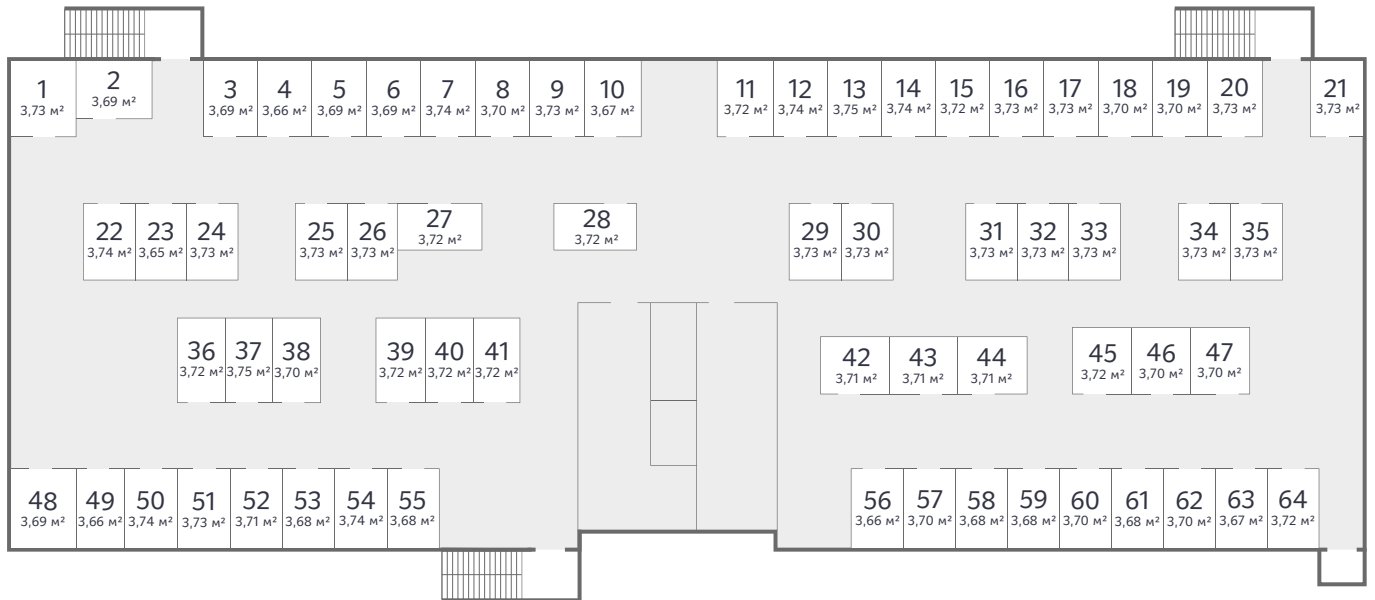 1
3,73 м²
2
3,69 м²
3
3,69 м²
4
3,66 м²
5
3,69 м²
6
3,69 м²
7
3,74 м²
8
3,70 м²
9
3,73 м²
10
3,67 м²
11
3,72 м²
12
3,74 м²
13
3,75 м²
14
3,74 м²
15
3,72 м²
16
3,73 м²
17
3,73 м²
18
3,70 м²
19
3,70 м²
20
3,73 м²
21
3,73 м²
22
3,74 м²
23
3,65 м²
24
3,73 м²
25
3,73 м²
26
3,73 м²
27
3,72 м²
28
3,72 м²
29
3,73 м²
30
3,73 м²
31
3,73 м²
32
3,73 м²
33
3,73 м²
34
3,73 м²
35
3,73 м²
36
3,72 м²
37
3,75 м²
38
3,70 м²
39
3,72 м²
40
3,72 м²
41
3,72 м²
42
3,71 м²
43
3,71 м²
44
3,71 м²
45
3,72 м²
46
3,70 м²
47
3,70 м²
48
3,69 м²
49
3,66 м²
50
3,74 м²
51
3,73 м²
52
3,71 м²
53
3,68 м²
54
3,74 м²
55
3,68 м²
56
3,66 м²
57
3,70 м²
58
3,68 м²
59
3,68 м²
60
3,70 м²
61
3,68 м²
62
3,70 м²
63
3,67 м²
64
3,72 м²